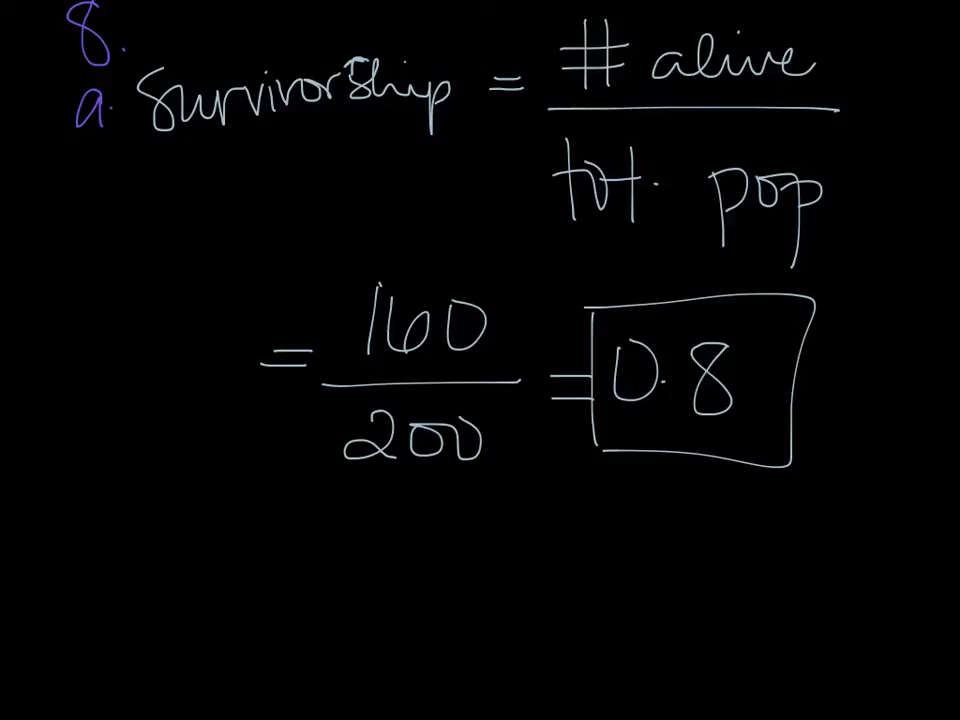 8.
a. Survivorship = # alive
tot. pop
= 160
200
= 0.8